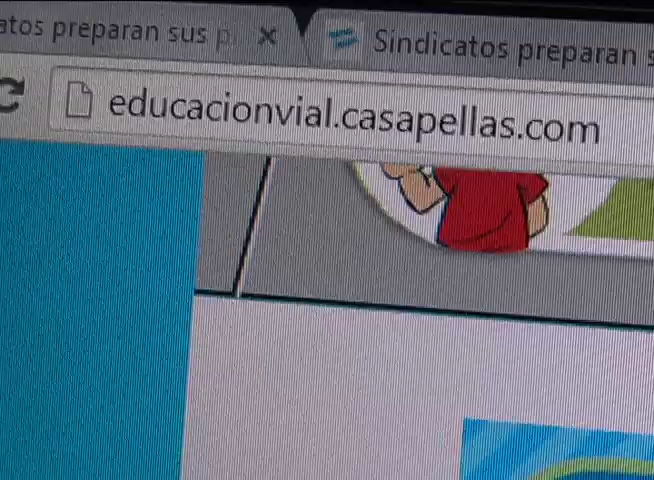 atos preparan sus p
Sindicatos preparan s
educacionvial.casapellas.com